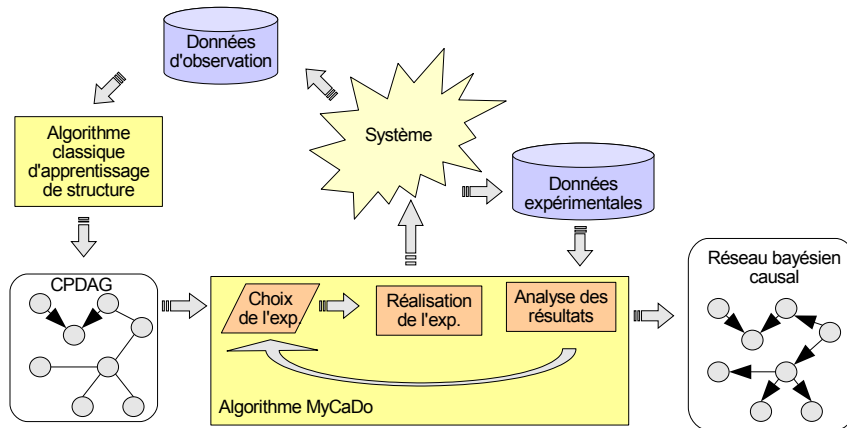 Données
d'observation
Système
Algorithme
classique
d'apprentissage
de structure
Données
expérimentales
CPDAG
Choix
de l'exp.
Réalisation
de l'exp.
Analyse des
résultats
Algorithme MyCaDo
Réseau bayésien
causal